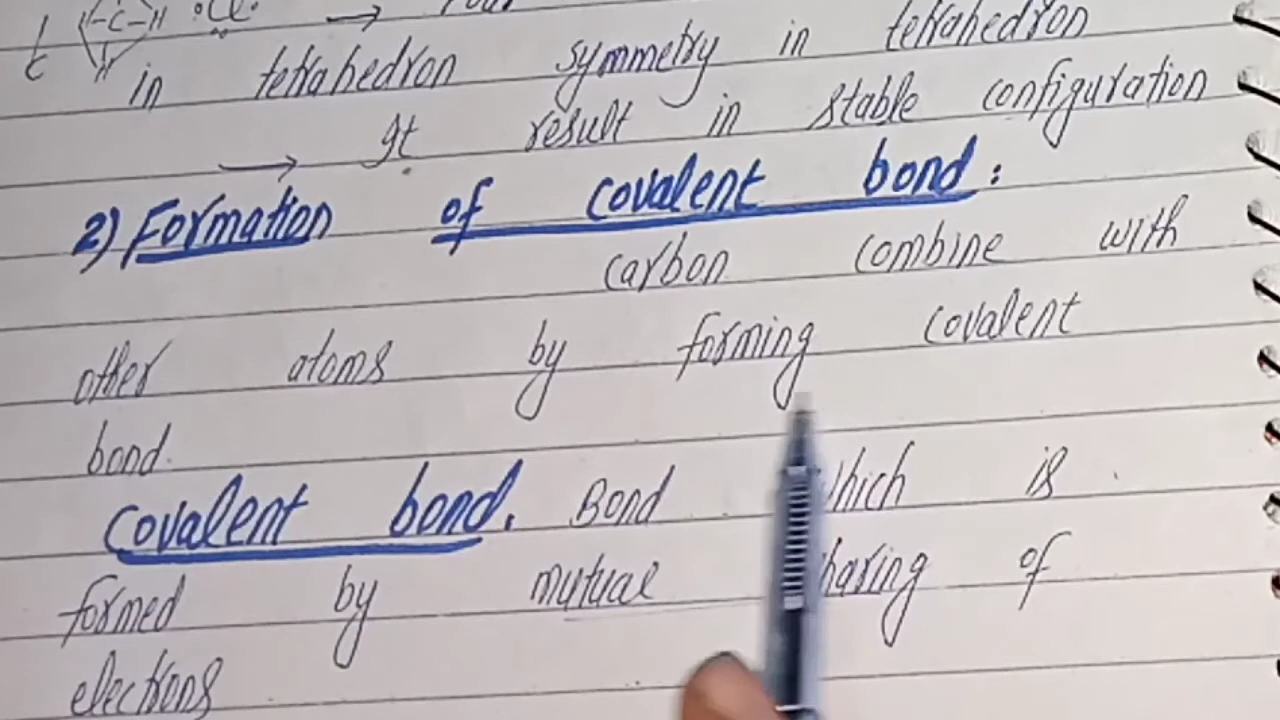 H-C-H Cl →
in tetrahedron symmetry in tetrahedron
→ It result in stable configuration
2) Formation of covalent bond:
carbon combine with
other atoms by forming covalent
bond.
Covalent bond. Bond which is
formed by mutual sharing of
electrons